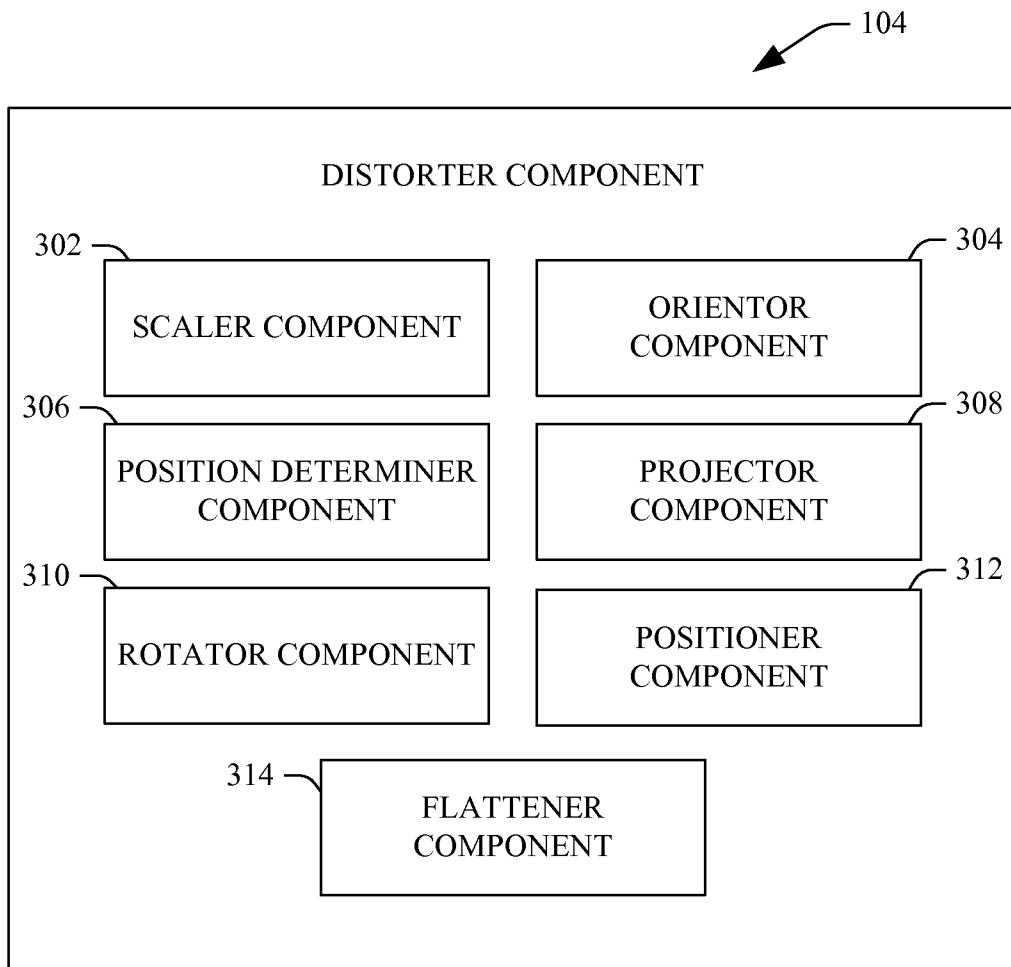 104
DISTORTER COMPONENT
302
SCALER COMPONENT
304
ORIENTOR
COMPONENT
306
POSITION DETERMINER
COMPONENT
308
PROJECTOR
COMPONENT
310
ROTATOR COMPONENT
312
POSITIONER
COMPONENT
314
FLATTENER
COMPONENT